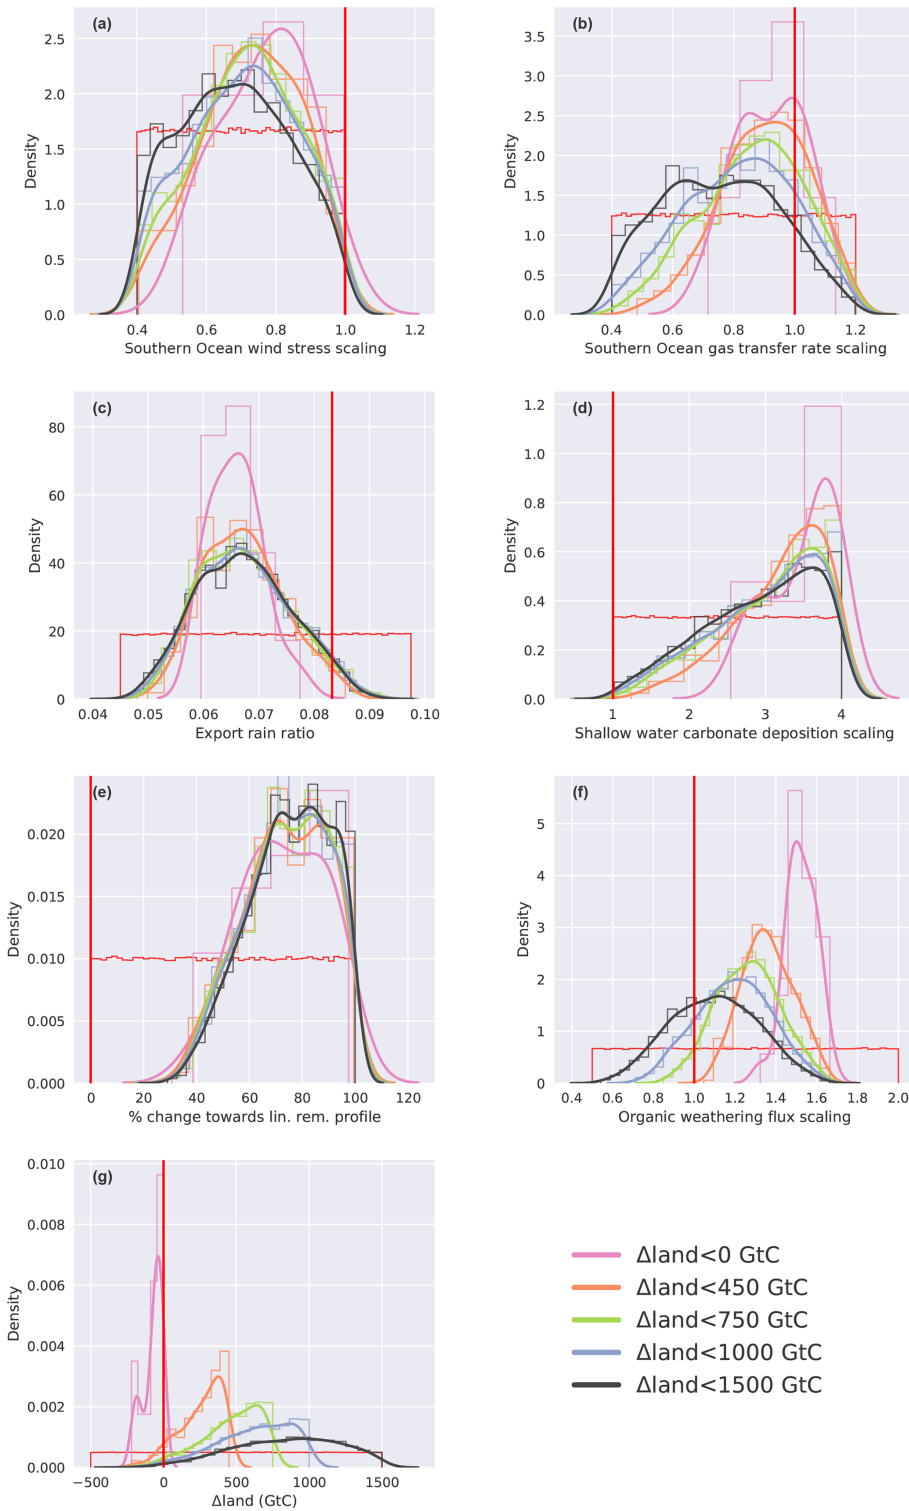 (a)
2.5
2.0
1.5
1.0
0.5
0.0
Density
0.4 0.6 0.8 1.0 1.2
Southern Ocean wind stress scaling
(b)
3.5
3.0
2.5
2.0
1.5
1.0
0.5
0.0
Density
0.4 0.6 0.8 1.0 1.2
Southern Ocean gas transfer rate scaling
(c)
80
60
40
20
0
Density
0.04 0.05 0.06 0.07 0.08 0.09 0.10
Export rain ratio
(d)
1.2
1.0
0.8
0.6
0.4
0.2
0.0
Density
1 2 3 4
Shallow water carbonate deposition scaling
(e)
0.020
0.015
0.010
0.005
0.000
Density
0 20 40 60 80 100 120
% change towards lin. rem. profile
(f)
5
4
3
2
1
0
Density
0.4 0.6 0.8 1.0 1.2 1.4 1.6 1.8 2.0
Organic weathering flux scaling
(g)
0.010
0.008
0.006
0.004
0.002
0.000
Density
−500 0 500 1000 1500
Δland (GtC)
Δland<0 GtC
Δland<450 GtC
Δland<750 GtC
Δland<1000 GtC
Δland<1500 GtC